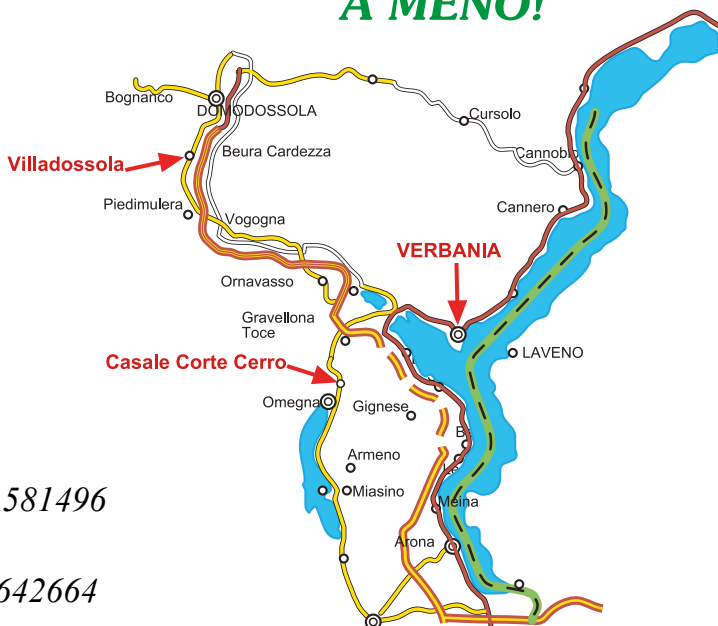 A MENO!
Bognanco
DOMODOSSOLA
Cursolo
Villadossola
Beura Cardezza
Cannobio
Piedimulera
Vogogna
Cannero
VERBANIA
Ornavasso
Gravellona
Toce
LAVENO
Casale Corte Cerro
Omegna
Gignese
Armeno
Miasino
581496
Meina
Arona
642664